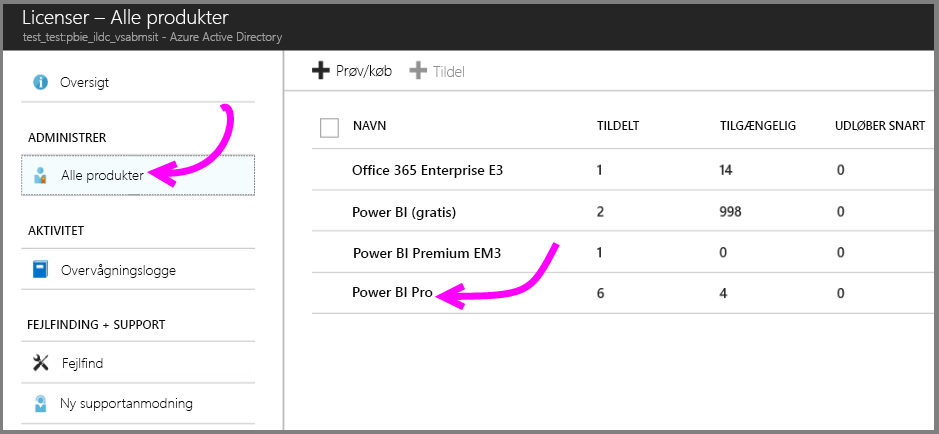 Licenser – Alle produkter
test_test:pbie_ildc_vsabmsit - Azure Active Directory
Oversigt
ADMINISTRER
Alle produkter
AKTIVITET
Overvågningslogge
FEJLFINDING + SUPPORT
Fejlfind
Ny supportanmodning
Prøv/køb Tildel
NAVN TILDELT TILGÆNGELIG UDLØBER SNART
Office 365 Enterprise E3 1 14 0
Power BI (gratis) 2 998 0
Power BI Premium EM3 1 0 0
Power BI Pro 6 4 0